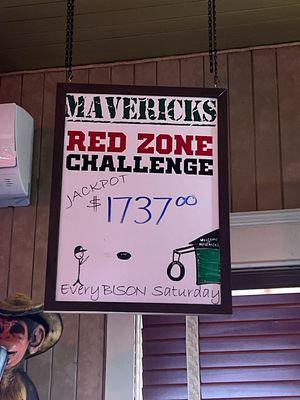 MAVERICKS
RED ZONE
CHALLENGE
JACKPOT
$1737⁰⁰
Every BISON Saturday